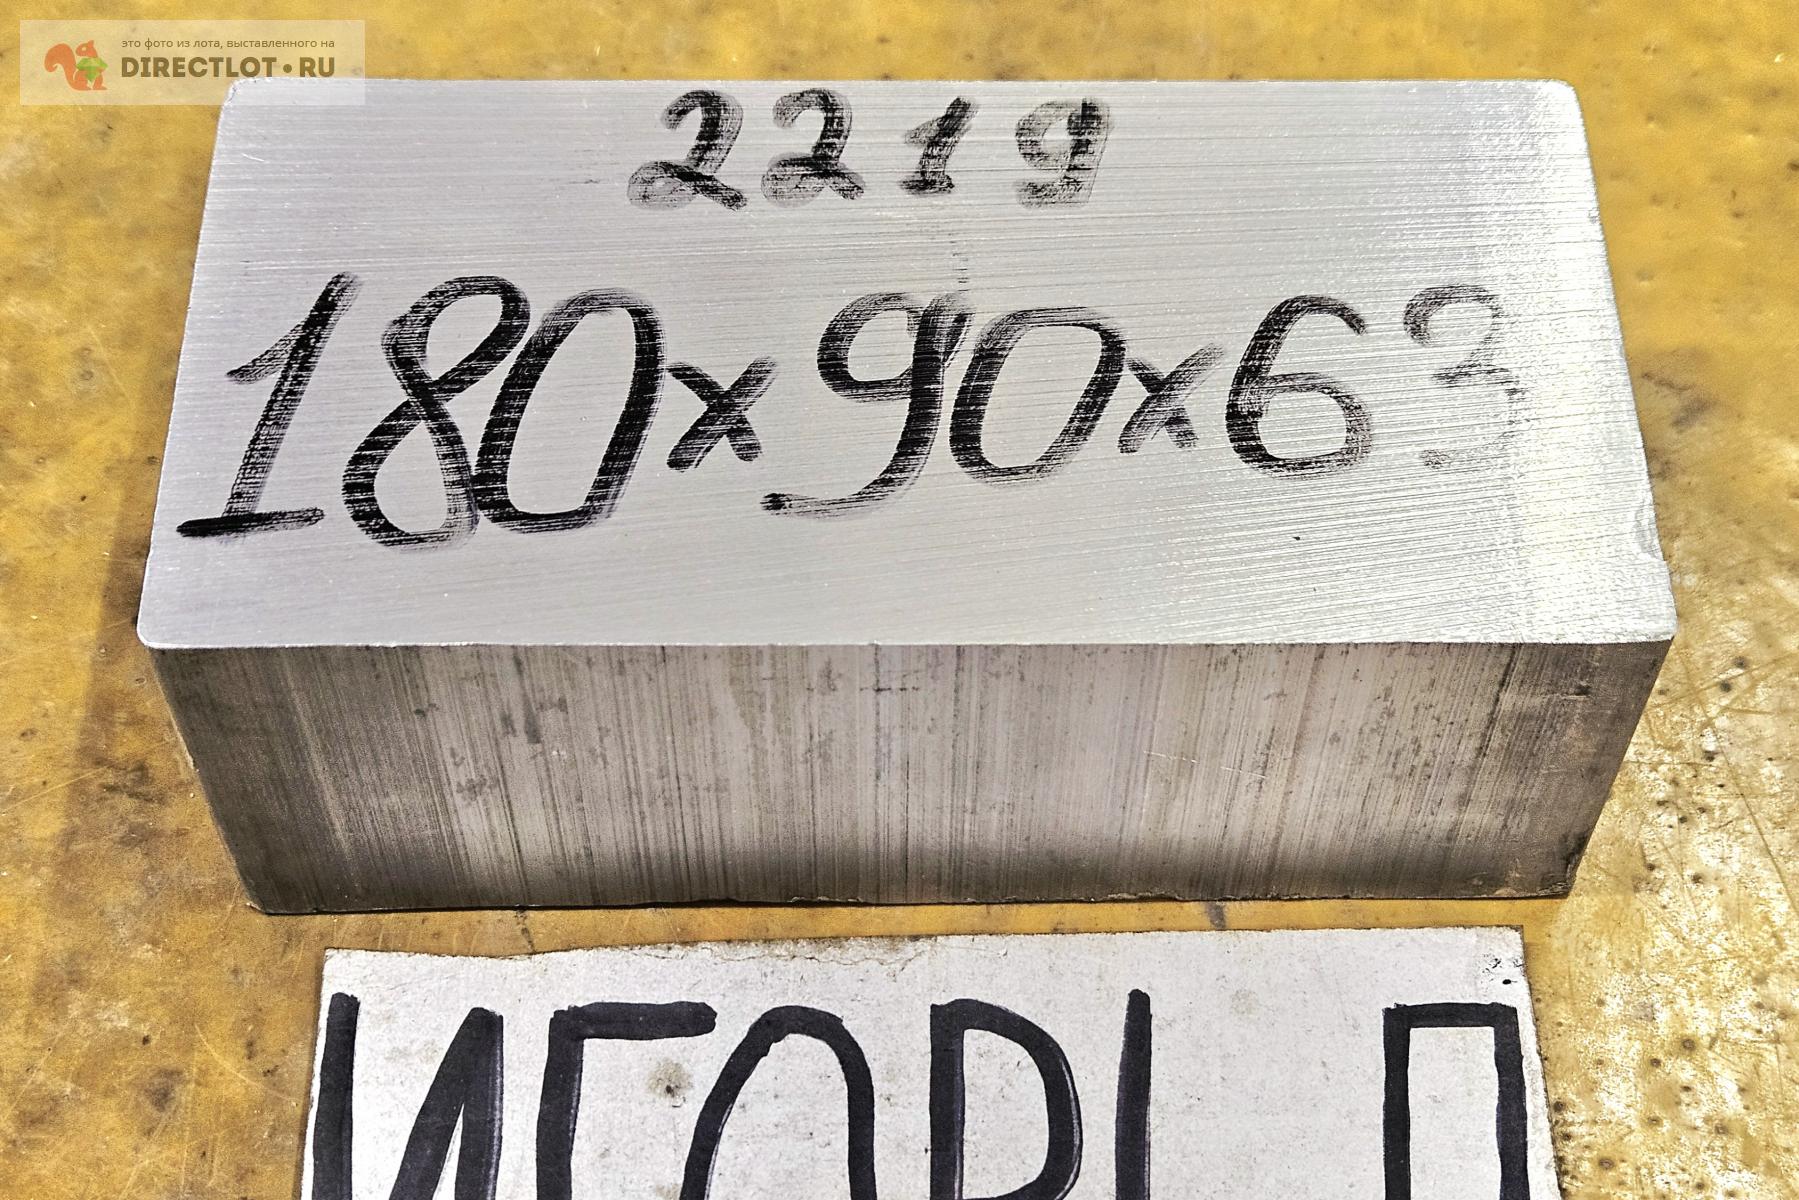 это фото из лота, выставленного на
DIRECTLOT.RU
2219
180x90x63